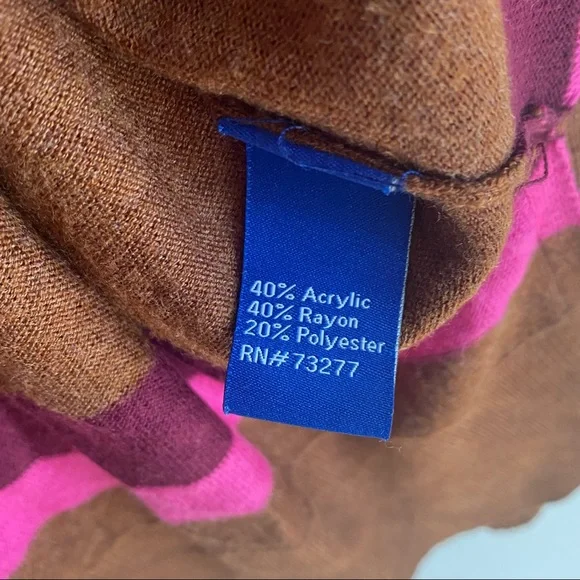 40% Acrylic
40% Rayon
20% Polyester
RN# 73277